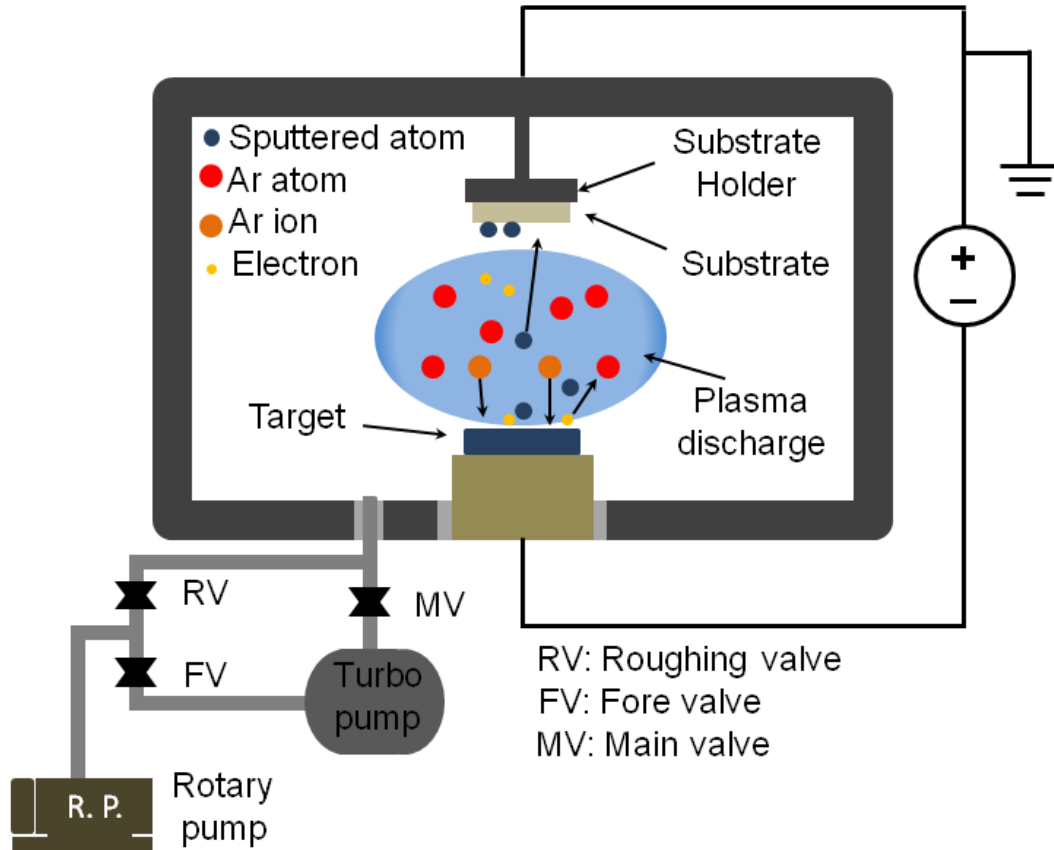 Sputtered atom
Ar atom
Ar ion
Electron
Substrate
Holder
Substrate
+
−
Target
Plasma
discharge
RV
MV
FV
Turbo
pump
RV: Roughing valve
FV: Fore valve
MV: Main valve
R. P.
Rotary
pump